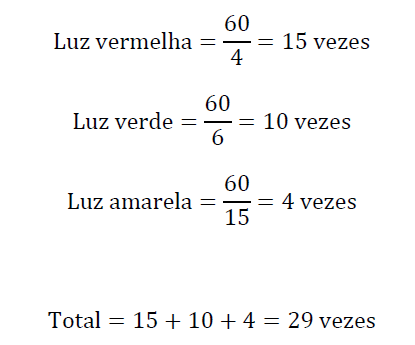 Luz vermelha = 60/4 = 15 vezes
Luz verde = 60/6 = 10 vezes
Luz amarela = 60/15 = 4 vezes
Total = 15 + 10 + 4 = 29 vezes